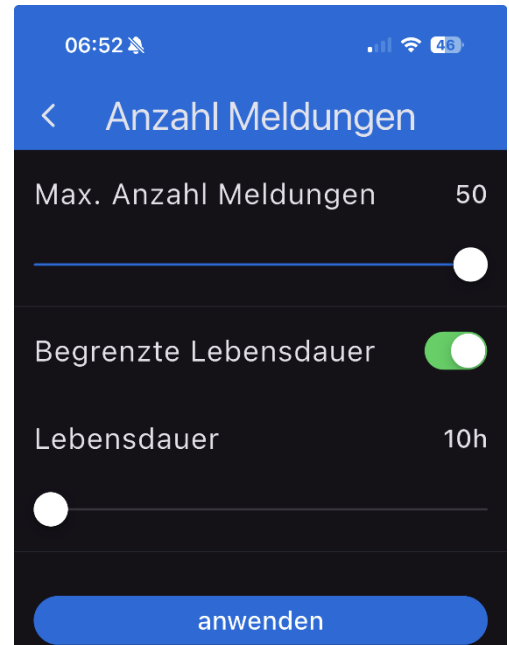 06:52
46
Anzahl Meldungen
Max. Anzahl Meldungen 50
Begrenzte Lebensdauer
Lebensdauer 10h
anwenden